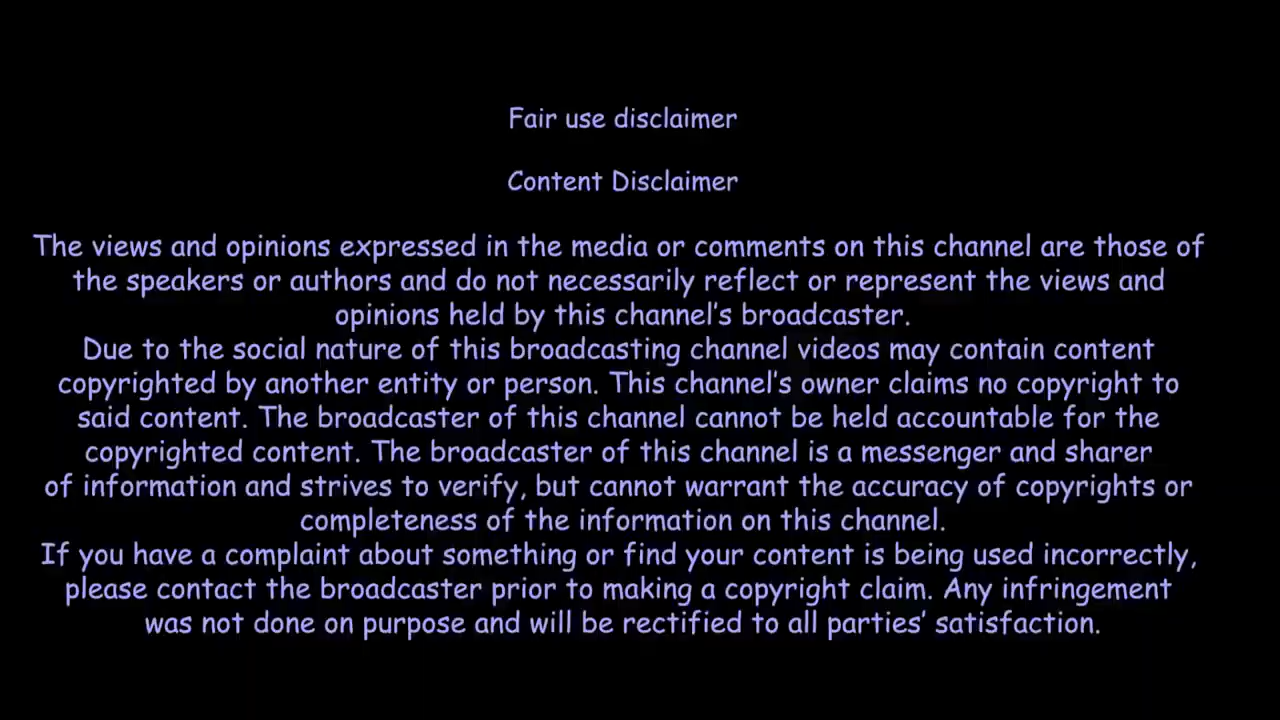 Fair use disclaimer
Content Disclaimer
The views and opinions expressed in the media or comments on this channel are those of
the speakers or authors and do not necessarily reflect or represent the views and
opinions held by this channel's broadcaster.
Due to the social nature of this broadcasting channel videos may contain content
copyrighted by another entity or person. This channel's owner claims no copyright to
said content. The broadcaster of this channel cannot be held accountable for the
copyrighted content. The broadcaster of this channel is a messenger and sharer
of information and strives to verify, but cannot warrant the accuracy of copyrights or
completeness of the information on this channel.
If you have a complaint about something or find your content is being used incorrectly,
please contact the broadcaster prior to making a copyright claim. Any infringement
was not done on purpose and will be rectified to all parties’ satisfaction.